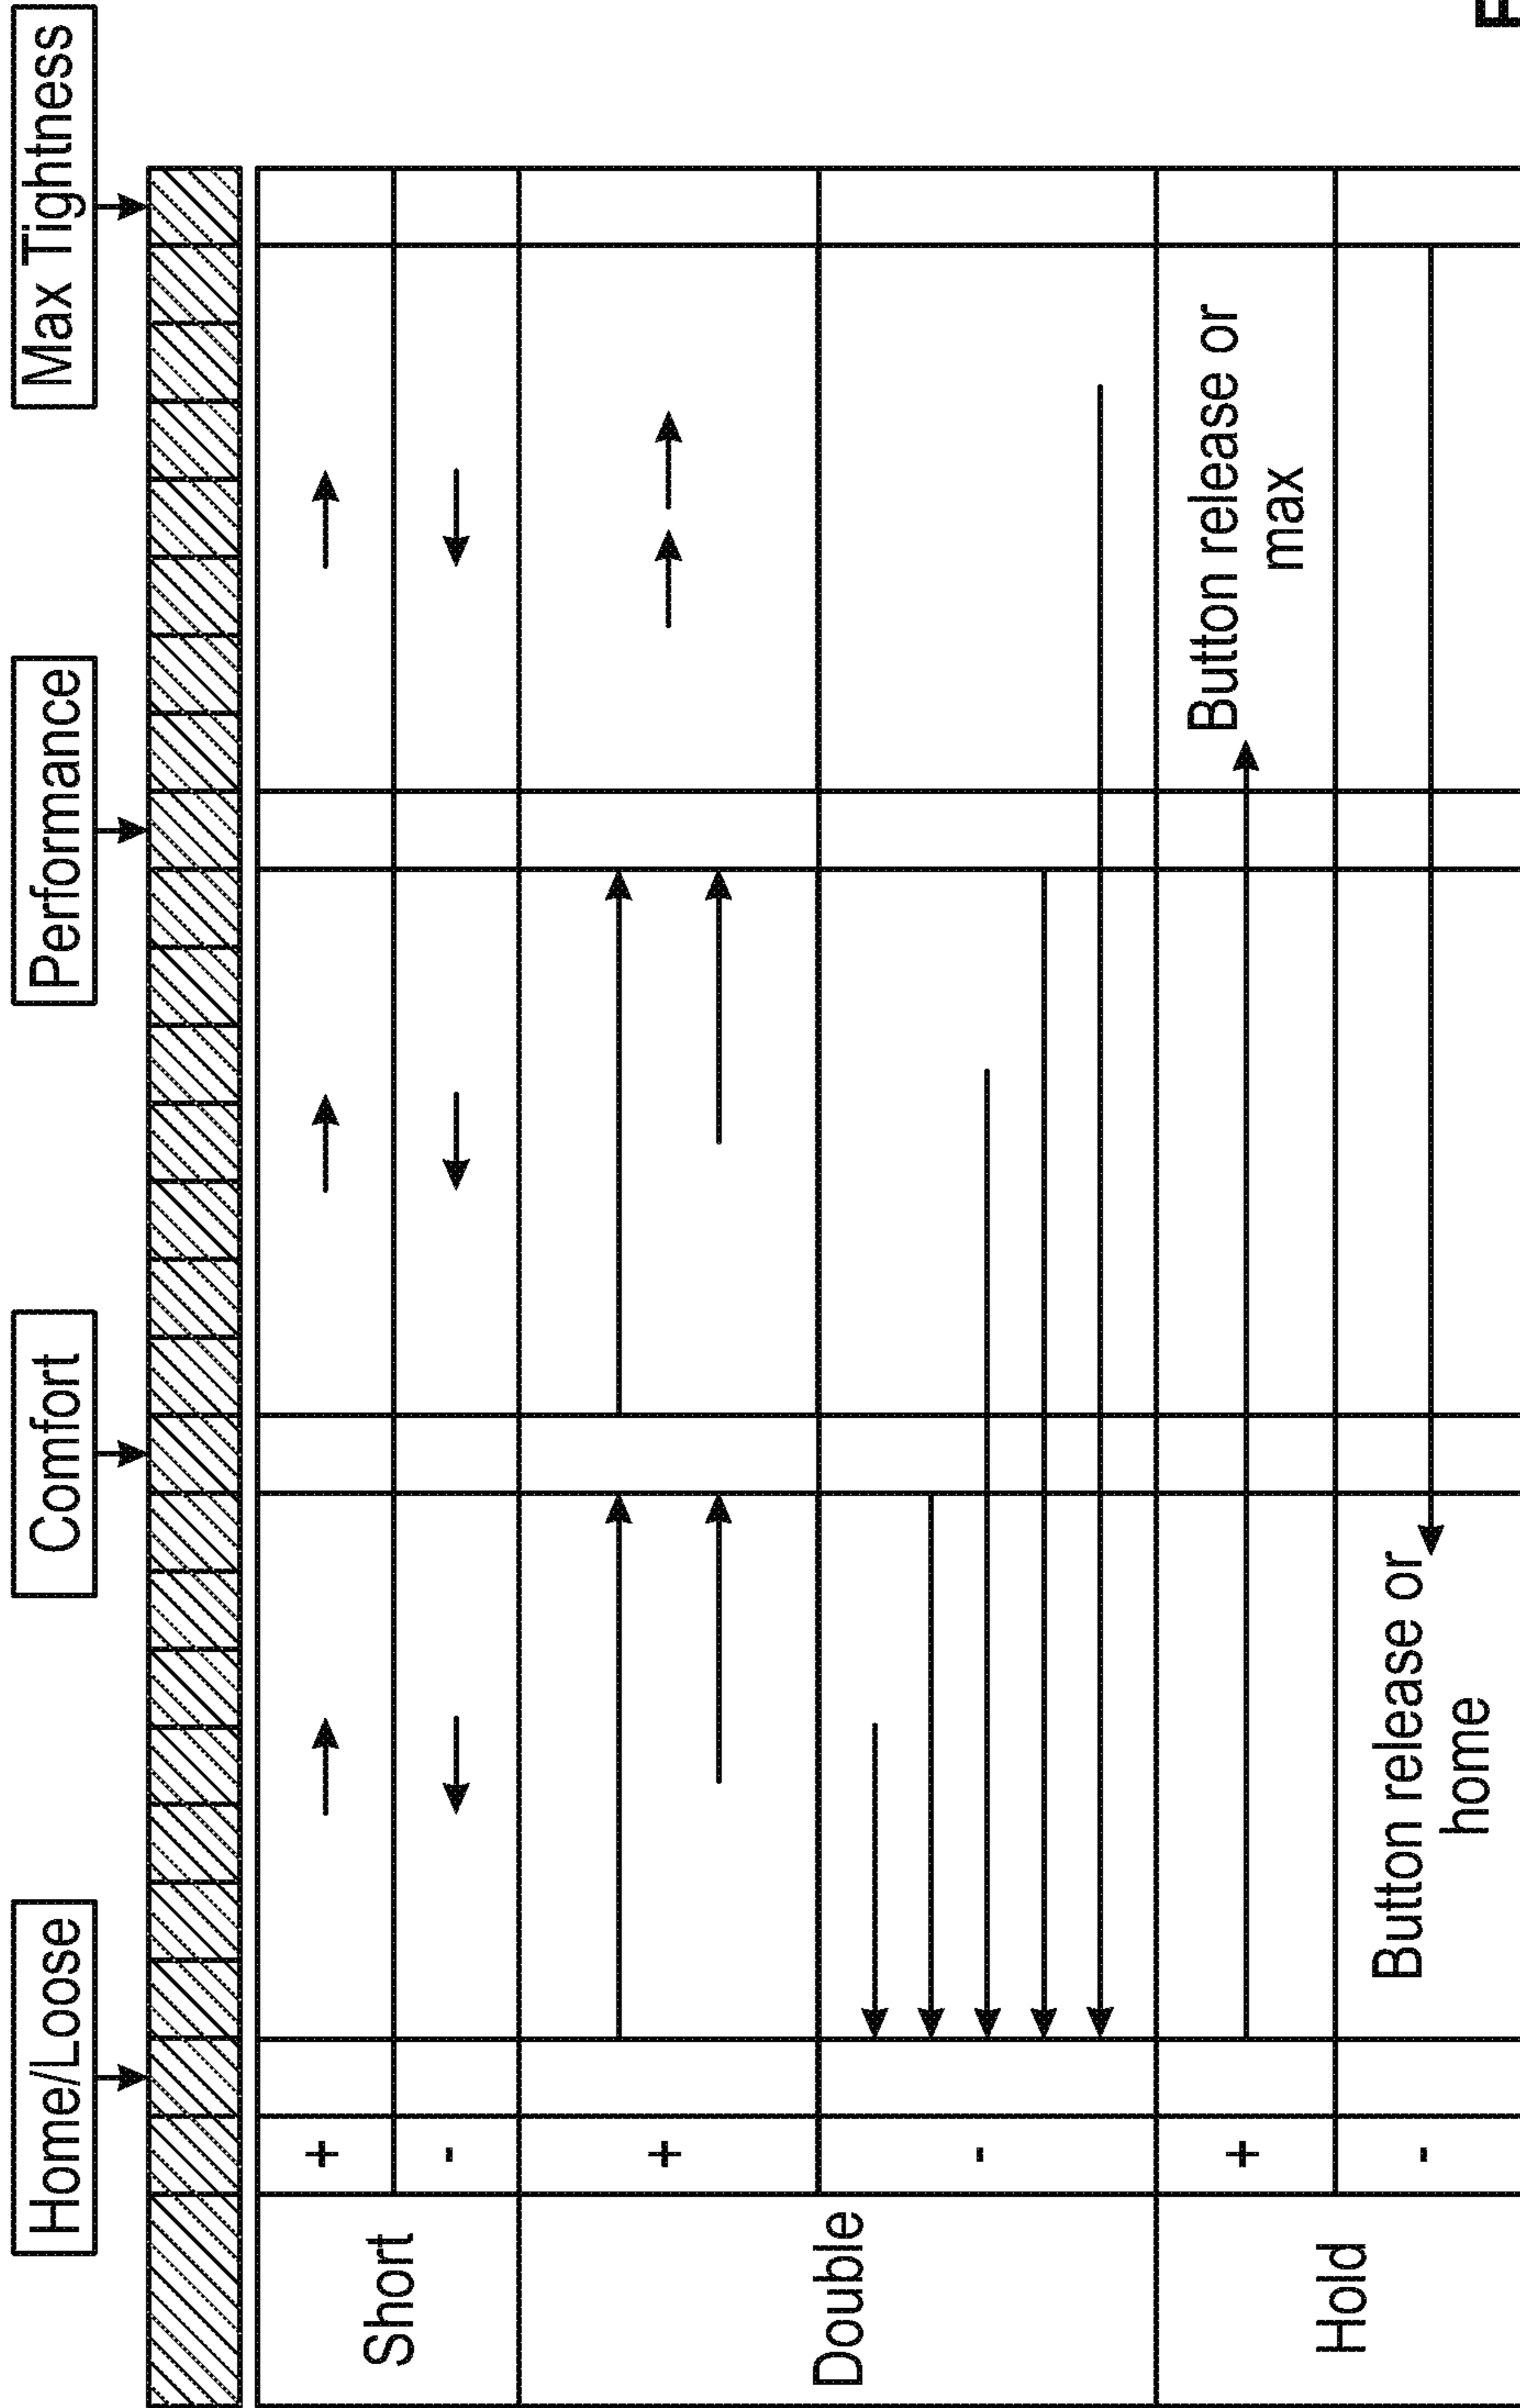 Home/Loose
Comfort
Performance
Max Tightness
Short
+
-
Double
+
-
Hold
+
Button release or
max
-
Button release or
home